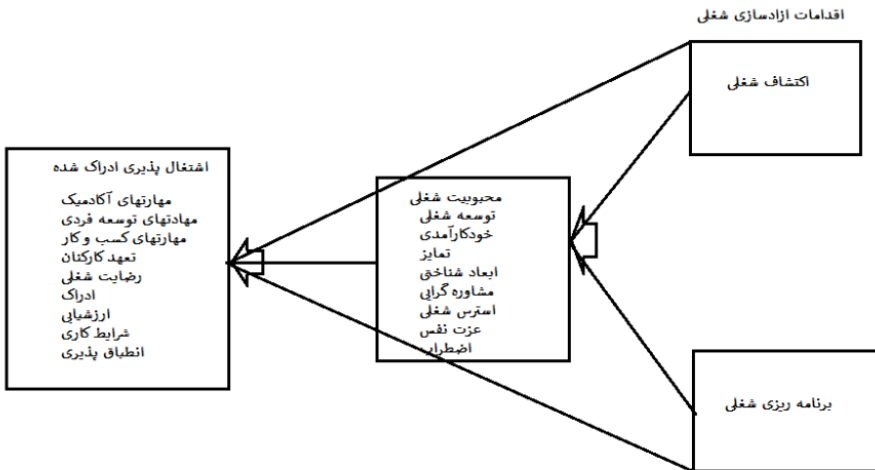 اقدامات ازادسازی شغلی
اکتشاف شغلی
اشتغال پذیری ادراک شده
مهارتهای آکادمیک
مهادتهای توسعه فردی
مهارتهای کسب و کار
تعهد کارکنان
رضایت شغلی
ادراک
ارزشیابی
شرایط کاری
انطباق پذیری
محبوبیت شغلی
توسعه شغلی
خودکارآمدی
تمایز
ابعاد شناختی
مشاوره گرایی
استرس شغلی
عزت نفس
اضطراب
برنامه ریزی شغلی